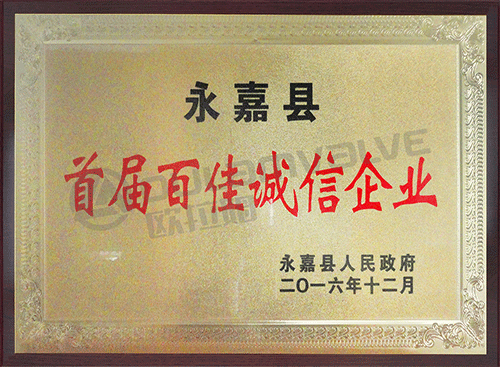 永嘉县
首届百佳诚信企业
永嘉县人民政府
二〇一六年十二月